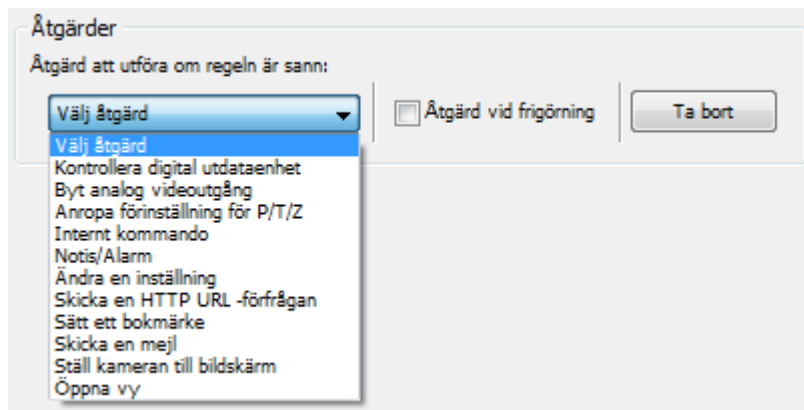 Åtgärder
Åtgärd att utföra om regeln är sann:
Välj åtgärd
Åtgärd vid frigörning
Ta bort
Välj åtgärd
Kontrollera digital utdataenhet
Byt analog videoutgång
Anropa förinställning för P/T/Z
Internt kommando
Notis/Alarm
Ändra en inställning
Skicka en HTTP URL -förfrågan
Sätt ett bokmärke
Skicka en mejl
Ställ kameran till bildskärm
Öppna vy